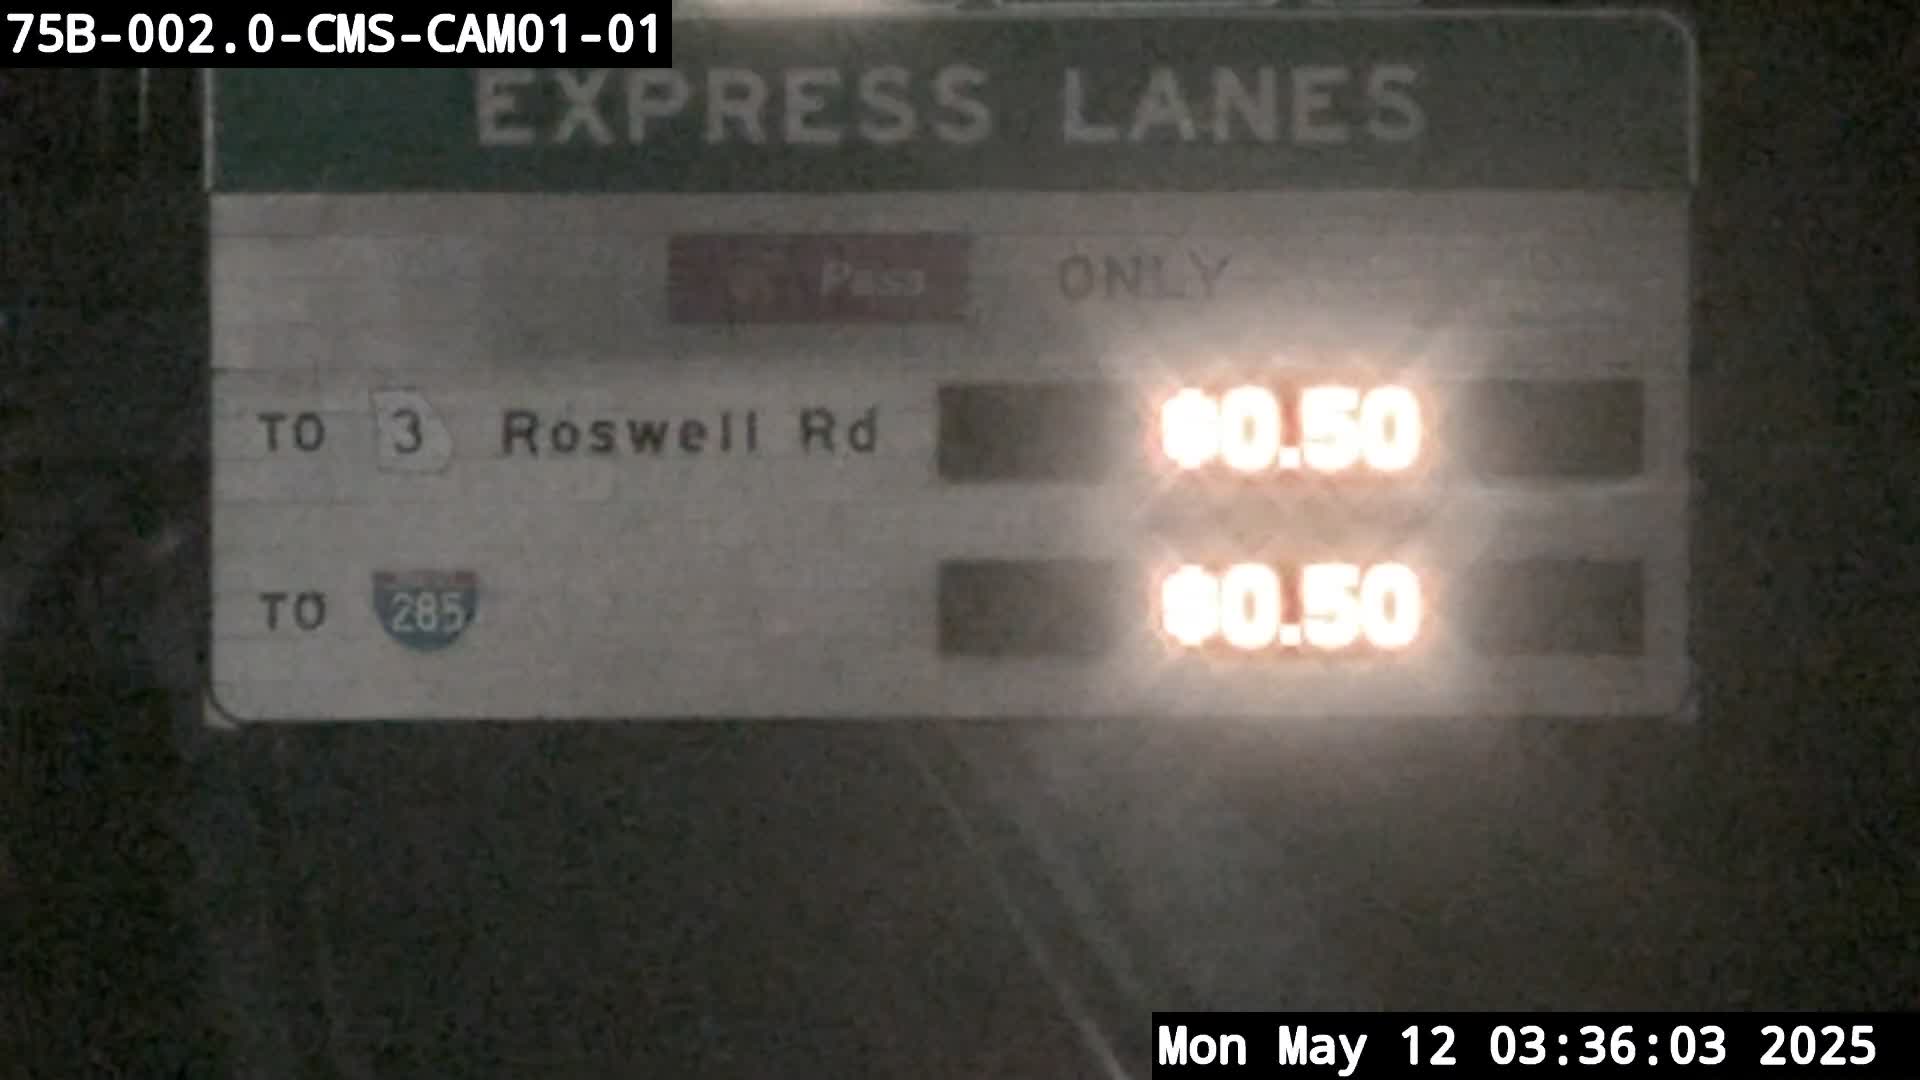 75B-002.0-CMS-CAM01-01
EXPRESS LANES
Pass ONLY
TO 3 Roswell Rd $0.50
TO 285 $0.50
Mon May 12 03:36:03 2025